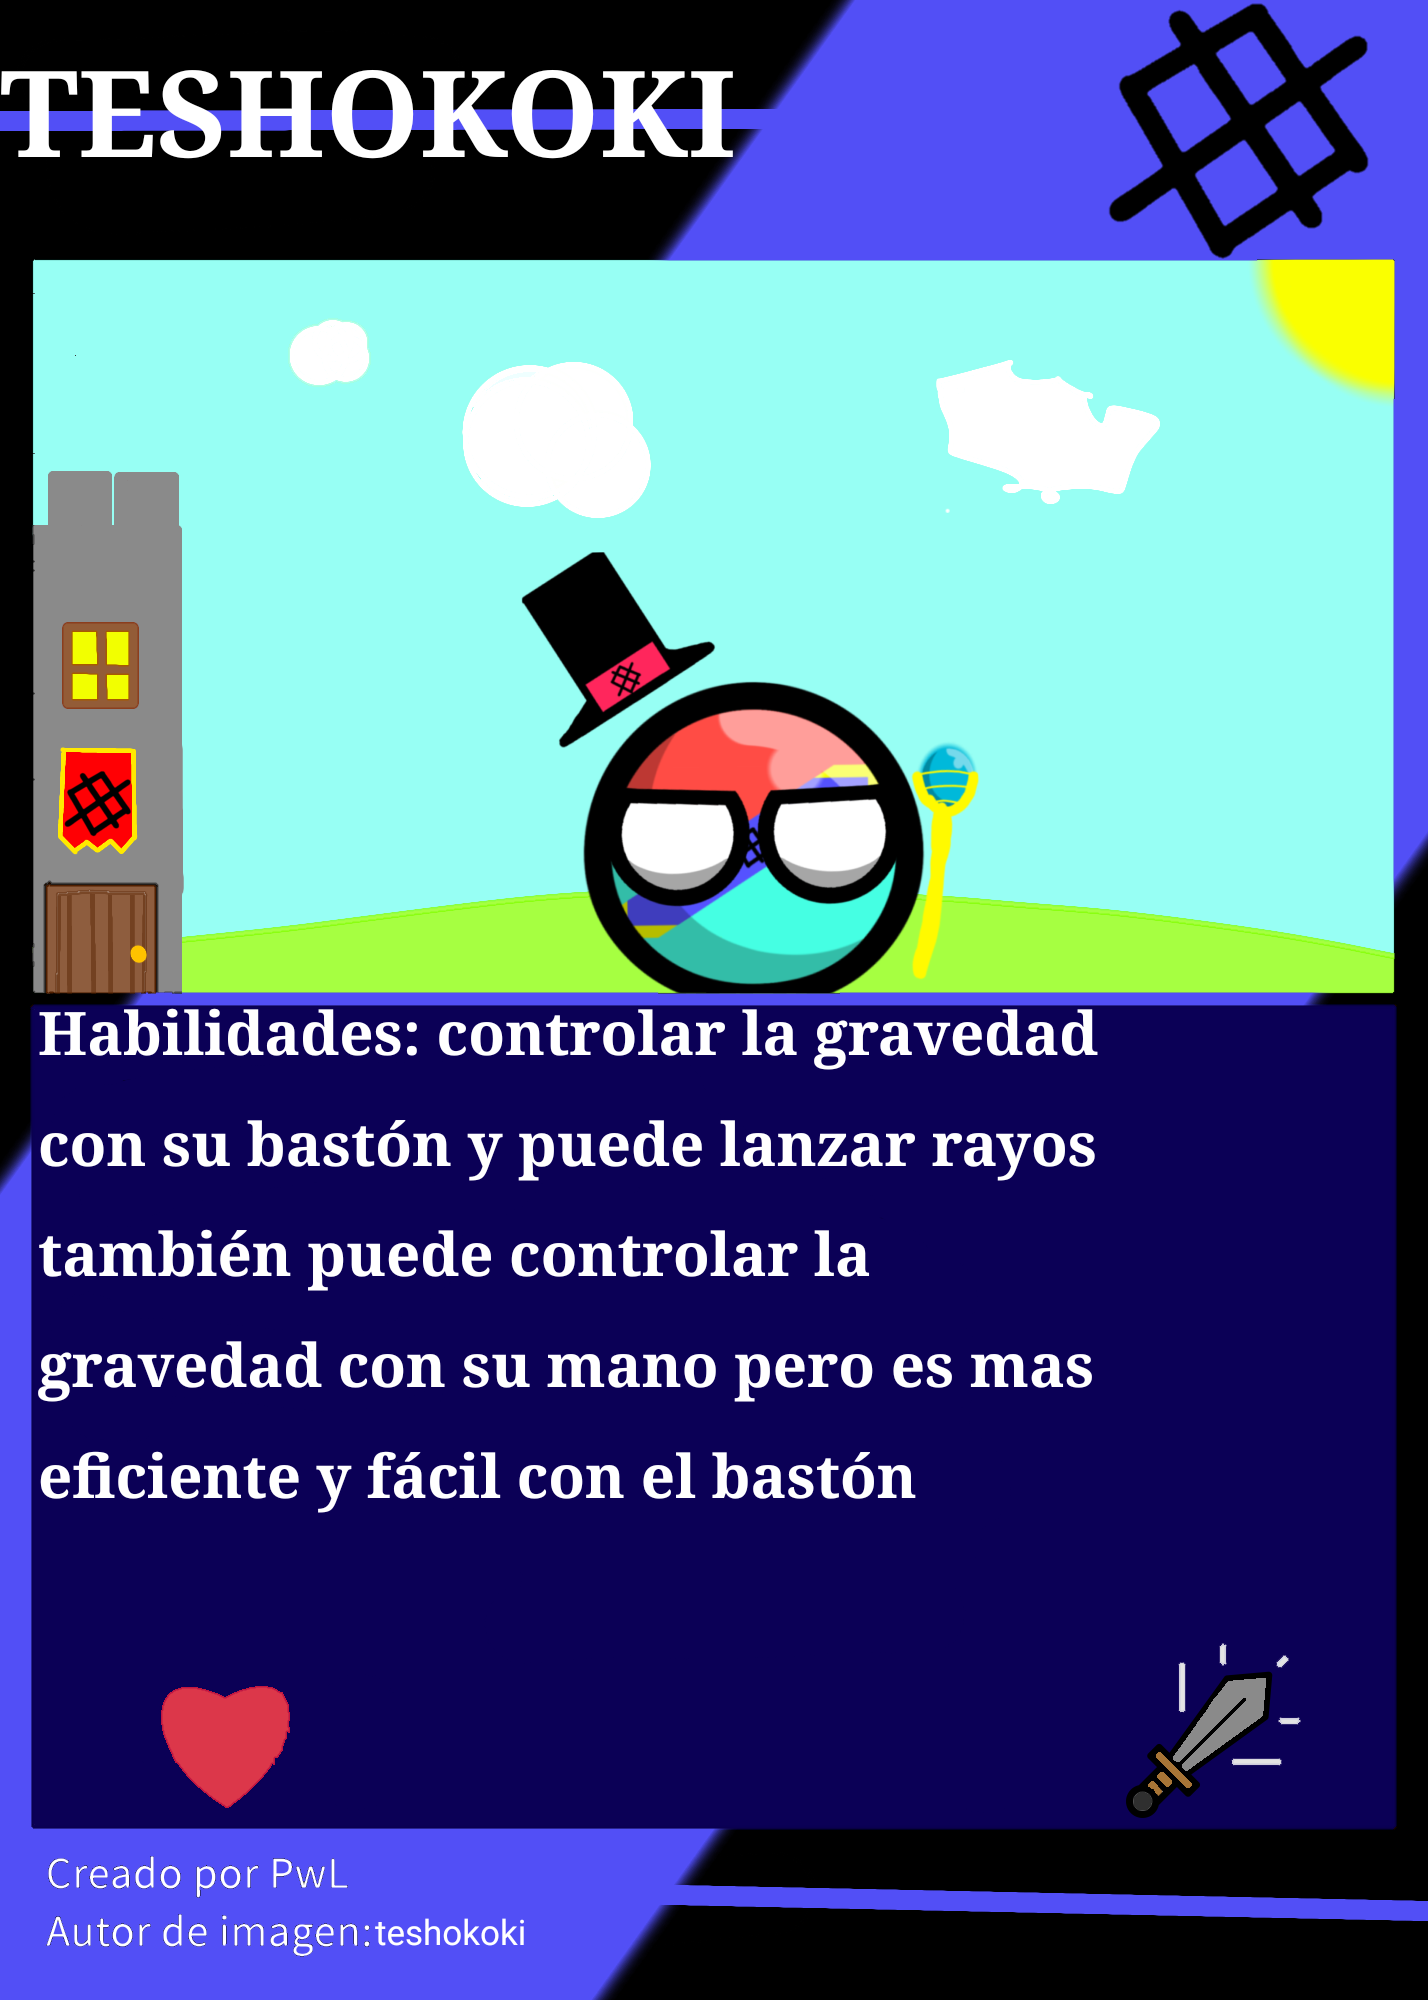 TESHOKOKI
Habilidades: controlar la gravedad
con su bastón y puede lanzar rayos
también puede controlar la
gravedad con su mano pero es mas
eficiente y fácil con el bastón
Creado por PwL
Autor de imagen:teshokoki